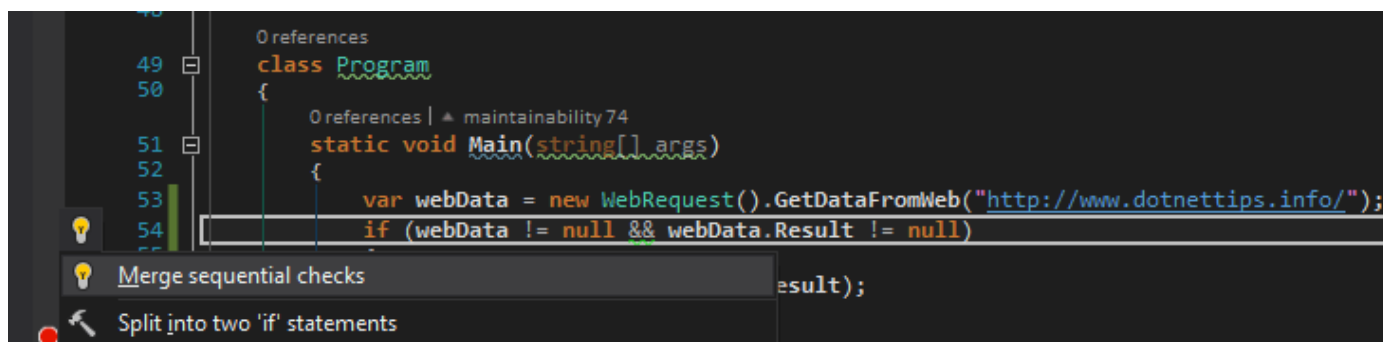 0 references
49 class Program
50 {
0 references | maintainability 74
51 static void Main(string[] args)
52 {
53 var webData = new WebRequest().GetDataFromWeb("http://www.dotnettips.info/");
54 if (webData != null && webData.Result != null)
Merge sequential checks
esult);
Split into two 'if' statements